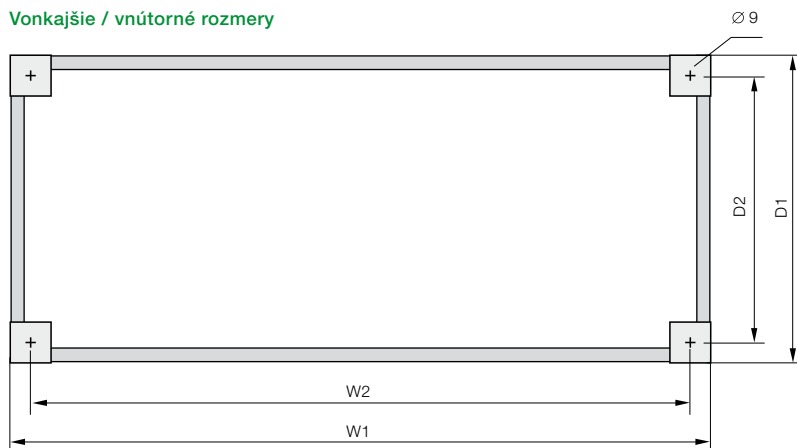 Vonkajšie / vnútorné rozmery
∅ 9
D2
D1
W2
W1